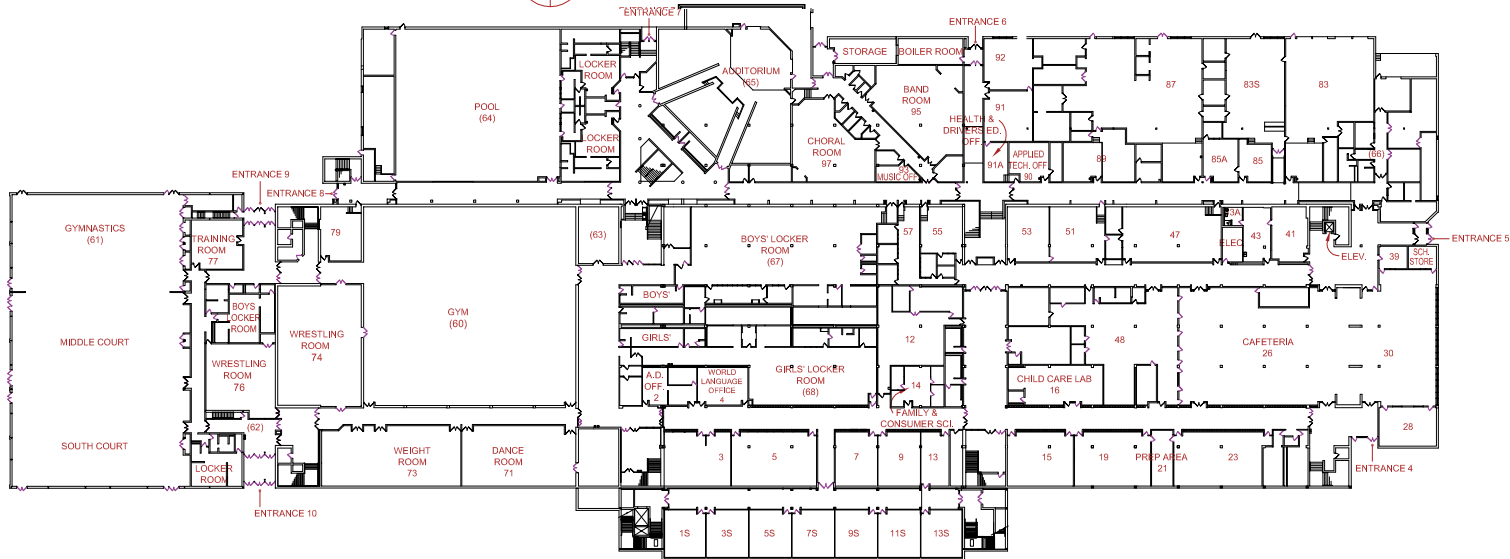 ENTRANCE 7
ENTRANCE 6
STORAGE
BOILER ROOM
92
LOCKER
ROOM
AUDITORIUM
(65)
87
83S
83
POOL
(64)
BAND
ROOM
95
91
HEALTH &
DRIVERS ED.
OFF.
LOCKER
ROOM
CHORAL
ROOM
97
93
MUSIC OFF.
91A
APPLIED
TECH. OFF.
90
89
85A
85
(66)
ENTRANCE 9
ENTRANCE 8
GYMNASTICS
(61)
TRAINING
ROOM
77
79
(63)
BOYS' LOCKER
ROOM
(67)
57
55
53
51
47
43A
ELEC
43
41
ELEV.
ENTRANCE 5
39
SCH.
STORE
BOYS
LOCKER
ROOM
BOYS'
GYM
(60)
WRESTLING
ROOM
74
MIDDLE COURT
GIRLS'
12
48
CAFETERIA
26
30
WRESTLING
ROOM
76
A.D.
OFF.
2
WORLD
LANGUAGE
OFFICE
4
GIRLS' LOCKER
ROOM
(68)
14
CHILD CARE LAB
16
FAMILY &
CONSUMER SCI.
(62)
28
SOUTH COURT
WEIGHT
ROOM
73
DANCE
ROOM
71
3
5
7
9
13
15
19
PREP AREA
21
23
ENTRANCE 4
LOCKER
ROOM
ENTRANCE 10
1S
3S
5S
7S
9S
11S
13S